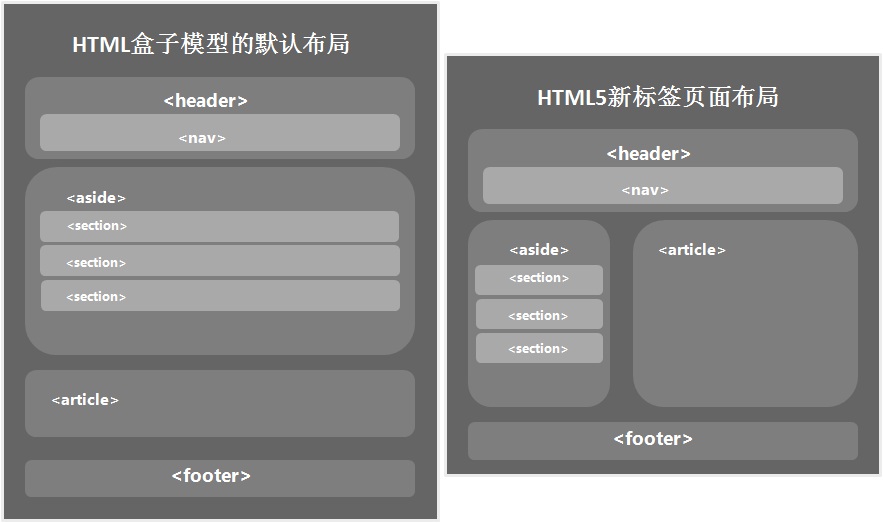 HTML盒子模型的默认布局
<header>
<nav>
<aside>
<section>
<section>
<section>
<article>
<footer>
HTML5新标签页面布局
<header>
<nav>
<aside>
<article>
<section>
<section>
<section>
<footer>